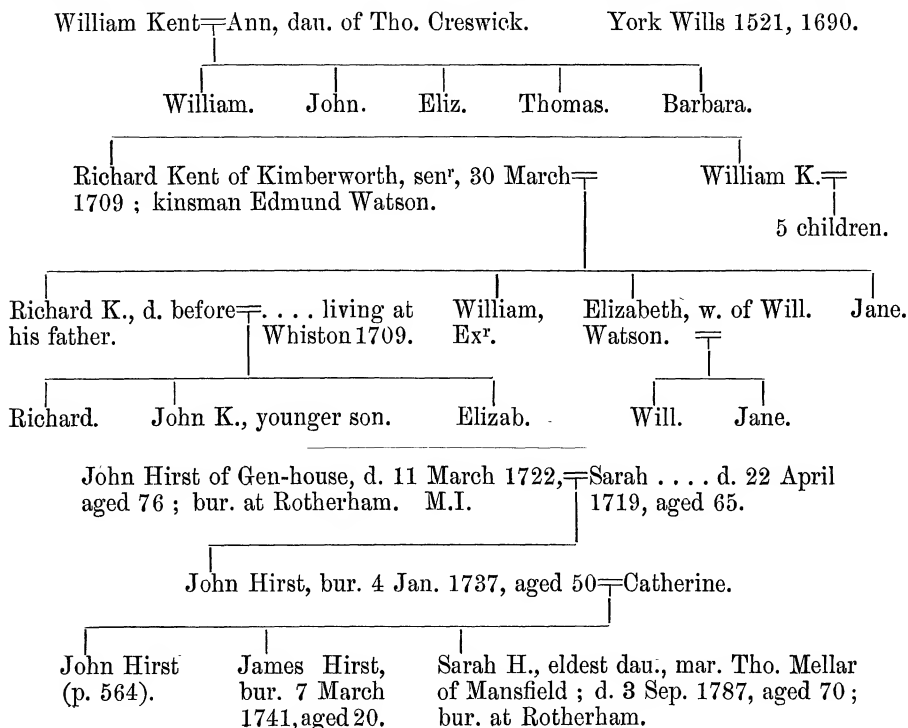 William Kent Ann, dau. of Tho. Creswick. York Wills 1521, 1690.
William. John. Eliz. Thomas. Barbara.
Richard Kent of Kimberworth, senr, 30 March William K.
1709 ; kinsman Edmund Watson.
5 children.
Richard K., d. before .... living at William, Elizabeth, w. of Will. Jane.
his father. Whiston 1709. Exr. Watson.
Richard. John K., younger son. Elizab. Will. Jane.
John Hirst of Gen-house, d. 11 March 1722, Sarah .... d. 22 April
aged 76 ; bur. at Rotherham. M.I. 1719, aged 65.
John Hirst, bur. 4 Jan. 1737, aged 50 Catherine.
John Hirst James Hirst, Sarah H., eldest dau., mar. Tho. Mellar
(p. 564). bur. 7 March of Mansfield ; d. 3 Sep. 1787, aged 70 ;
1741, aged 20. bur. at Rotherham.